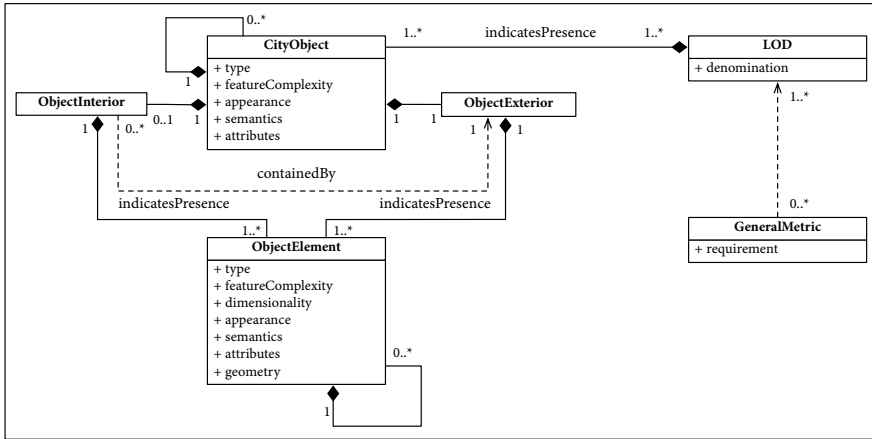 0..*
CityObject
1..*
indicatesPresence
1..*
LOD
1
+ type
+ featureComplexity
+ appearance
+ semantics
+ attributes
+ denomination
ObjectInterior
0..1
1
ObjectExterior
1
1
1..*
1
0..*
1
1
containedBy
indicatesPresence
indicatesPresence
0..*
1..*
1..*
GeneralMetric
ObjectElement
+ requirement
+ type
+ featureComplexity
+ dimensionality
+ appearance
+ semantics
+ attributes
+ geometry
0..*
1